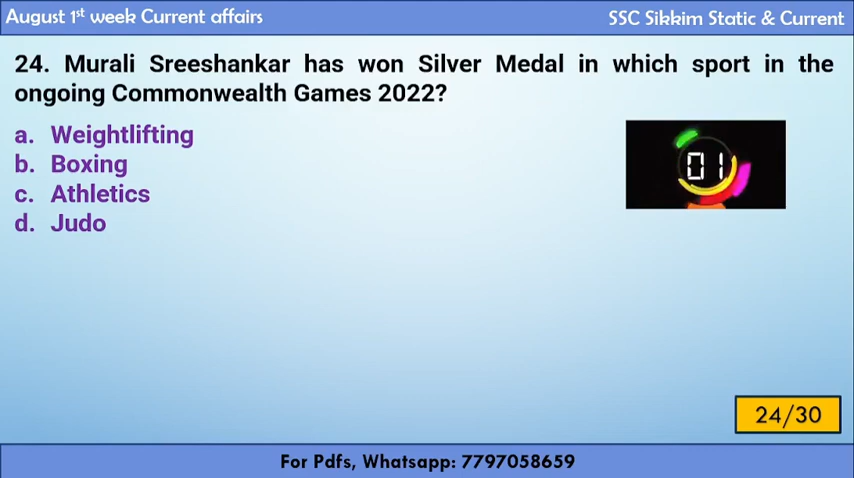 August 1st week Current affairs
SSC Sikkim Static & Current
24. Murali Sreeshankar has won Silver Medal in which sport in the
ongoing Commonwealth Games 2022?
a. Weightlifting
b. Boxing
c. Athletics
d. Judo
01
24/30
For Pdfs, Whatsapp: 7797058659